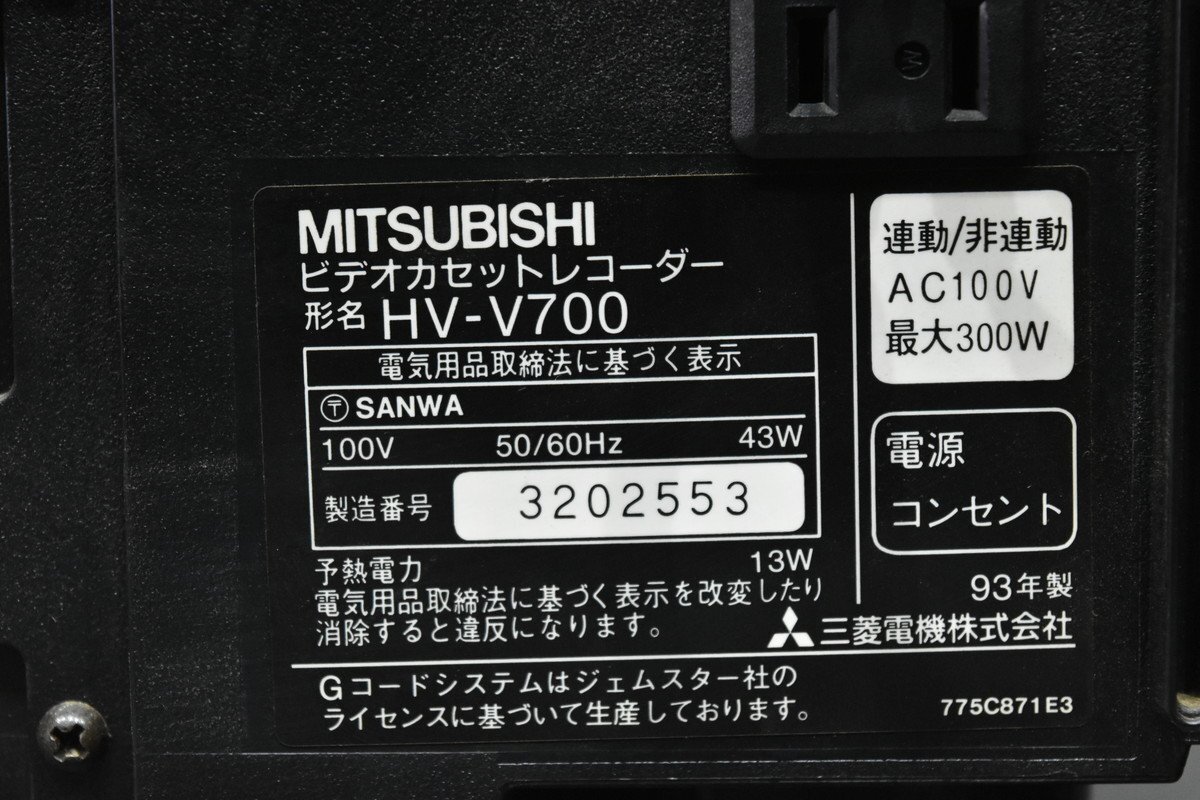 MITSUBISHI
ビデオカセットレコーダー
形名 HV-V700
電気用品取締法に基づく表示
〶 SANWA
100V 50/60Hz 43W
製造番号 3202553
予熱電力 13W
電気用品取締法に基づく表示を改変したり
消除すると違反になります。
連動/非連動
AC100V
最大300W
電源
コンセント
93年製
三菱電機株式会社
Gコードシステムはジェムスター社の
ライセンスに基づいて生産しております。
775C871E3
M